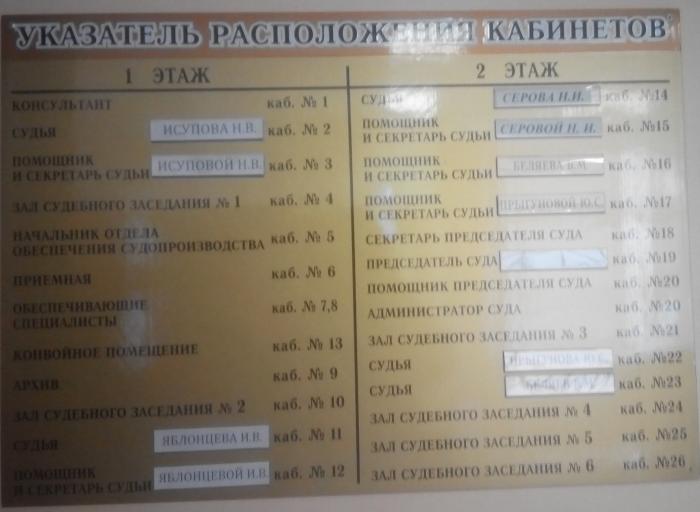 УКАЗАТЕЛЬ РАСПОЛОЖЕНИЯ КАБИНЕТОВ
1 ЭТАЖ
КОНСУЛЬТАНТ каб. № 1
СУДЬЯ ИСУПОВА Н.В. каб. № 2
ПОМОЩНИК
И СЕКРЕТАРЬ СУДЬИ ИСУПОВОЙ Н.В. каб. № 3
ЗАЛ СУДЕБНОГО ЗАСЕДАНИЯ № 1 каб. № 4
НАЧАЛЬНИК ОТДЕЛА
ОБЕСПЕЧЕНИЯ СУДОПРОИЗВОДСТВА каб. № 5
ПРИЕМНАЯ каб. № 6
ОБЕСПЕЧИВАЮЩИЕ
СПЕЦИАЛИСТЫ каб. № 7,8
КОНВОЙНОЕ ПОМЕЩЕНИЕ каб. № 13
АРХИВ каб. № 9
ЗАЛ СУДЕБНОГО ЗАСЕДАНИЯ № 2 каб. № 10
СУДЬЯ ЯБЛОНЦЕВА И.В. каб. № 11
ПОМОЩНИК
И СЕКРЕТАРЬ СУДЬИ ЯБЛОНЦЕВОЙ И.В. каб. № 12
2 ЭТАЖ
СУДЬЯ СЕРОВА Н.И. каб. №14
ПОМОЩНИК
И СЕКРЕТАРЬ СУДЬИ СЕРОВОЙ Н. И. каб. №15
ПОМОЩНИК
И СЕКРЕТАРЬ СУДЬИ БЕЛЯЕВА В.М. каб. №16
ПОМОЩНИК
И СЕКРЕТАРЬ СУДЬИ ПРЫГУНОВОЙ Ю.С. каб. №17
СЕКРЕТАРЬ ПРЕДСЕДАТЕЛЯ СУДА каб. №18
ПРЕДСЕДАТЕЛЬ СУДА каб. №19
ПОМОЩНИК ПРЕДСЕДАТЕЛЯ СУДА каб. №20
АДМИНИСТРАТОР СУДА каб. №20
ЗАЛ СУДЕБНОГО ЗАСЕДАНИЯ № 3 каб. №21
СУДЬЯ ПРЫГУНОВА Ю.С. каб. №22
СУДЬЯ БЕЛЯЕВ В.М. каб. №23
ЗАЛ СУДЕБНОГО ЗАСЕДАНИЯ № 4 каб. №24
ЗАЛ СУДЕБНОГО ЗАСЕДАНИЯ № 5 каб. №25
ЗАЛ СУДЕБНОГО ЗАСЕДАНИЯ № 6 каб. №26